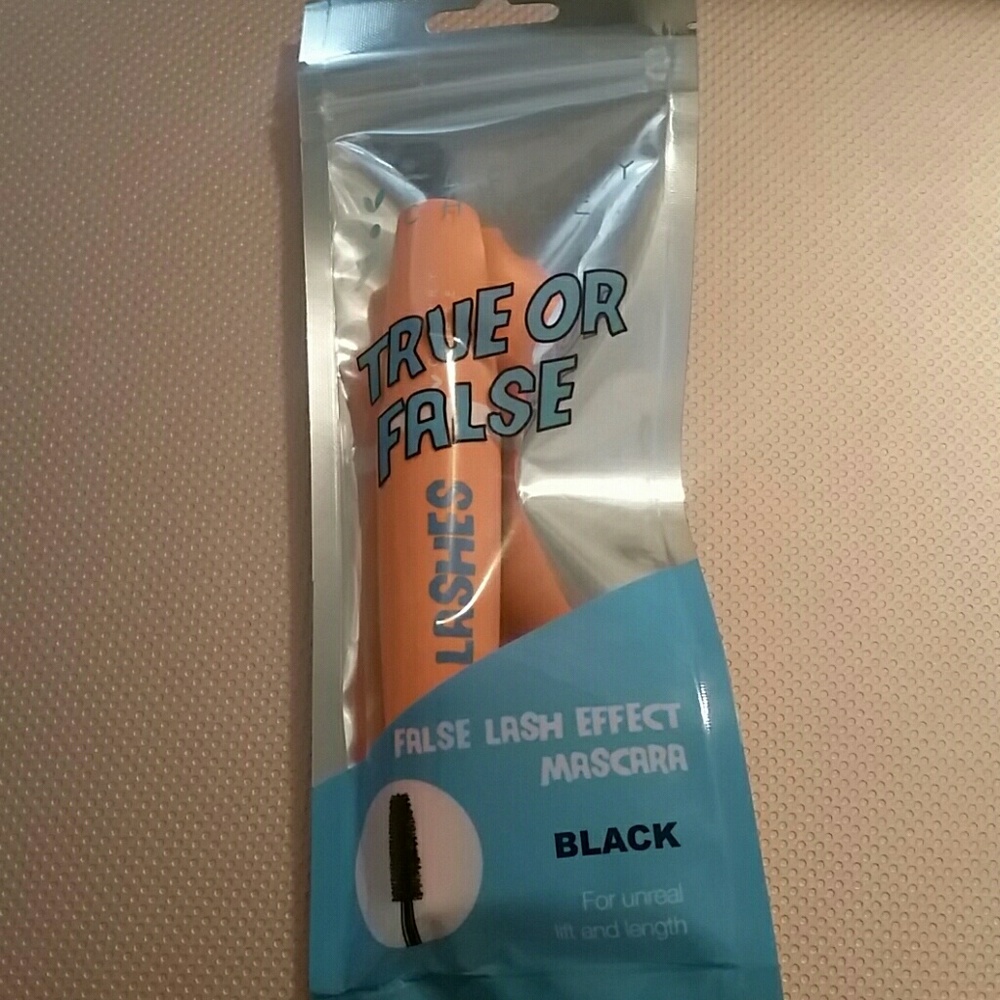 TRUE OR
FALSE
LASHES
FALSE LASH EFFECT
MASCARA
BLACK
For unreal
lift and length